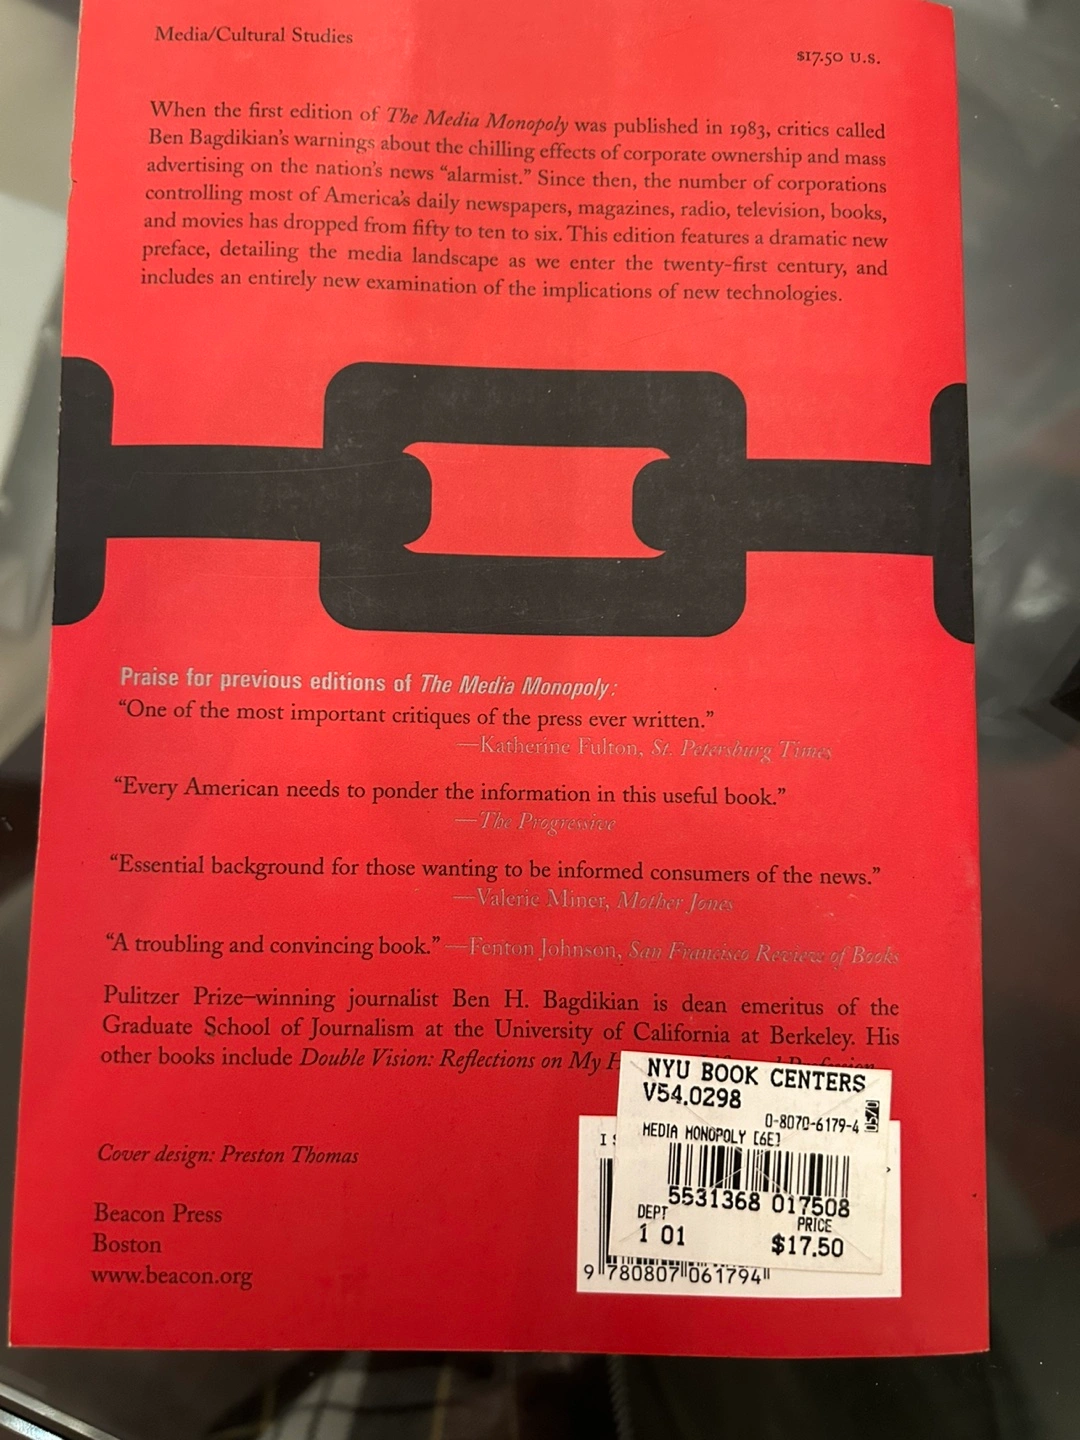 Media/Cultural Studies
$17.50 U.S.
When the first edition of The Media Monopoly was published in 1983, critics called
Ben Bagdikian's warnings about the chilling effects of corporate ownership and mass
advertising on the nation's news "alarmist." Since then, the number of corporations
controlling most of America's daily newspapers, magazines, radio, television, books,
and movies has dropped from fifty to ten to six. This edition features a dramatic new
preface, detailing the media landscape as we enter the twenty-first century, and
includes an entirely new examination of the implications of new technologies.
Praise for previous editions of The Media Monopoly:
"One of the most important critiques of the press ever written."
—Katherine Fulton, St. Petersburg Times
"Every American needs to ponder the information in this useful book."
—The Progressive
"Essential background for those wanting to be informed consumers of the news."
—Valerie Miner, Mother Jones
"A troubling and convincing book." —Fenton Johnson, San Francisco Review of Books
Pulitzer Prize–winning journalist Ben H. Bagdikian is dean emeritus of the
Graduate School of Journalism at the University of California at Berkeley. His
other books include Double Vision: Reflections on My
NYU BOOK CENTERS
V54.0298
0-8070-6179-4
05/0
MEDIA MONOPOLY [6E]
5531368 017508
DEPT
PRICE
1 01
$17.50
9 780807 061794
Cover design: Preston Thomas
Beacon Press
Boston
www.beacon.org